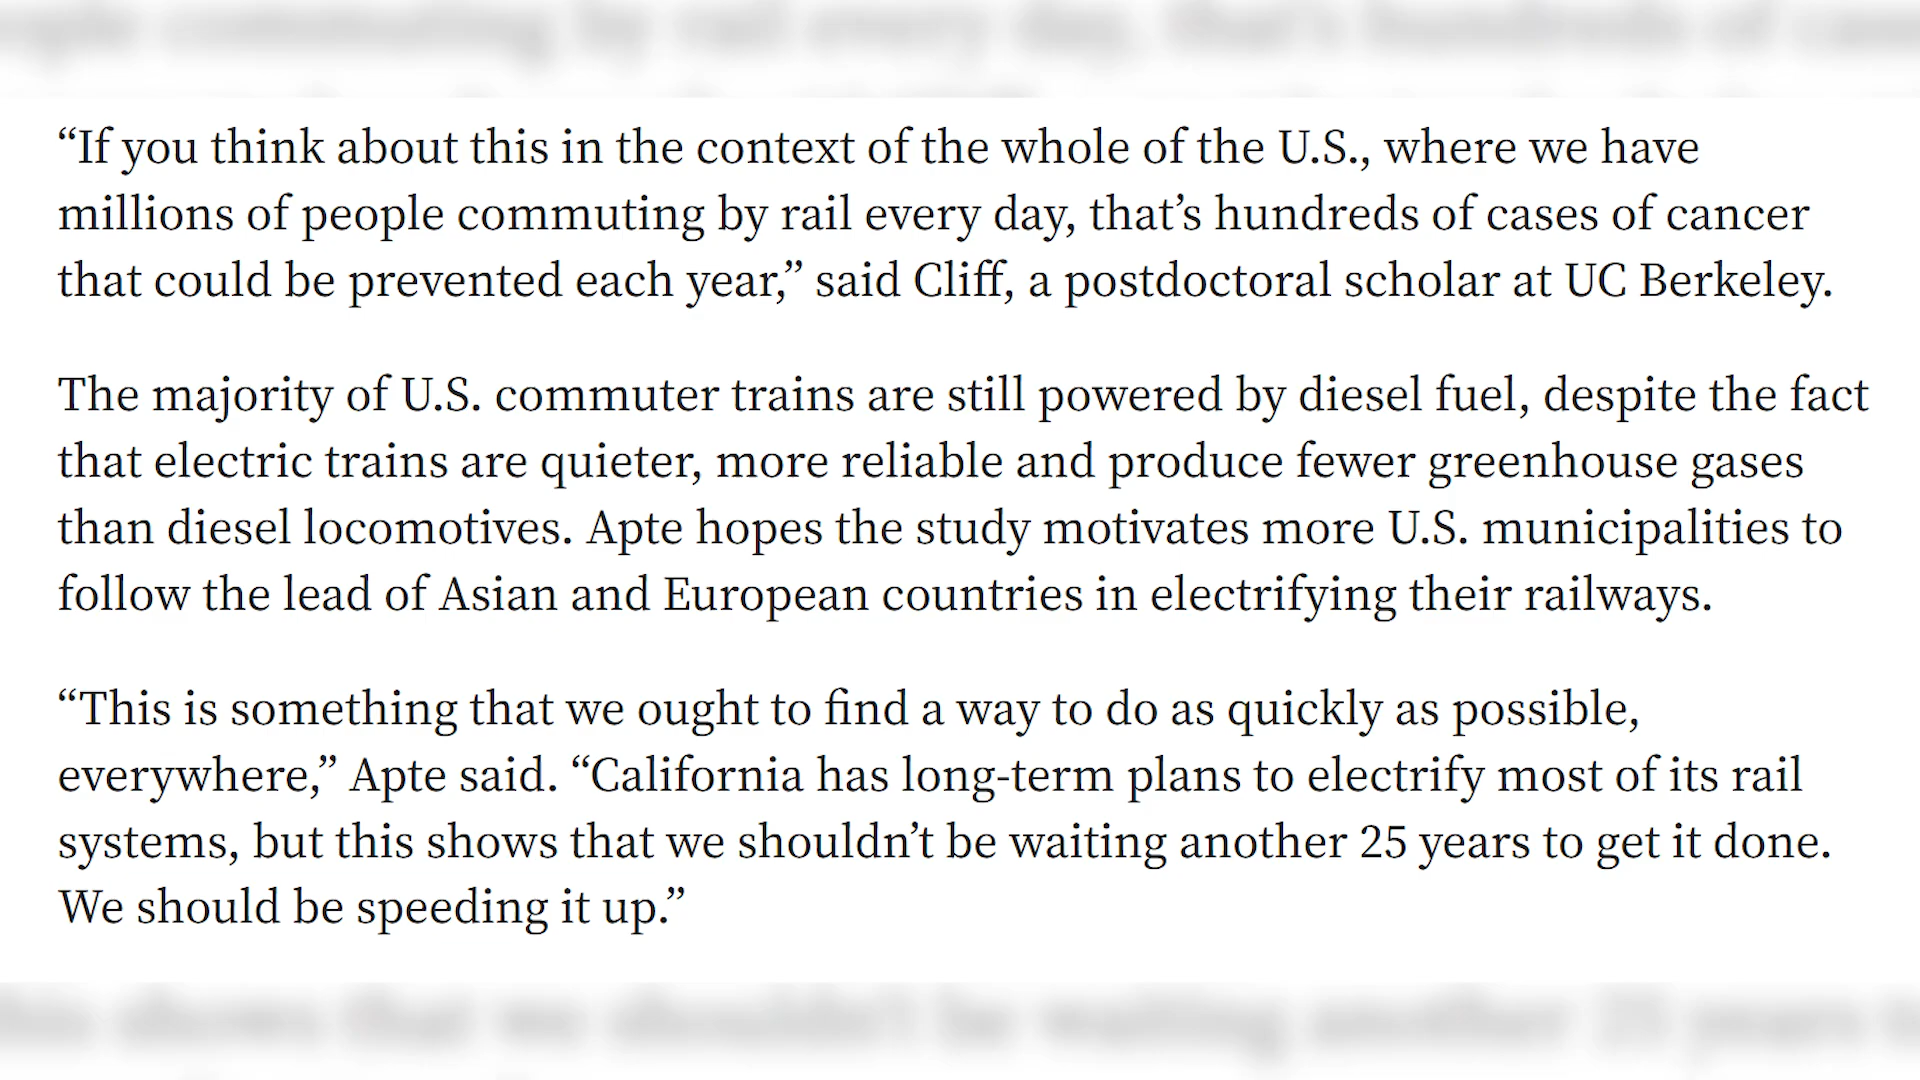 “If you think about this in the context of the whole of the U.S., where we have
millions of people commuting by rail every day, that’s hundreds of cases of cancer
that could be prevented each year,” said Cliff, a postdoctoral scholar at UC Berkeley.
The majority of U.S. commuter trains are still powered by diesel fuel, despite the fact
that electric trains are quieter, more reliable and produce fewer greenhouse gases
than diesel locomotives. Apte hopes the study motivates more U.S. municipalities to
follow the lead of Asian and European countries in electrifying their railways.
“This is something that we ought to find a way to do as quickly as possible,
everywhere,” Apte said. “California has long-term plans to electrify most of its rail
systems, but this shows that we shouldn’t be waiting another 25 years to get it done.
We should be speeding it up.”